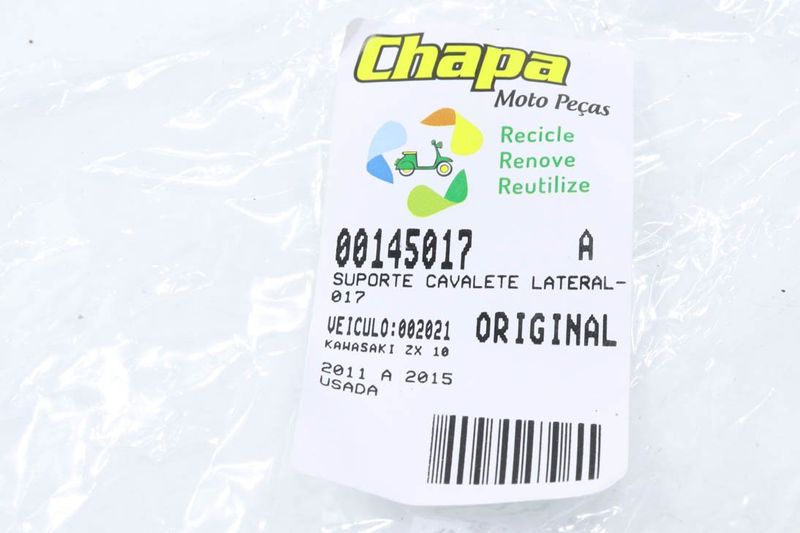 Chapa
Moto Peças
Recicle
Renove
Reutilize
00145017 A
SUPORTE CAVALETE LATERAL-
017
VEICULO:002021 ORIGINAL
KAWASAKI ZX 10
2011 A 2015
USADA